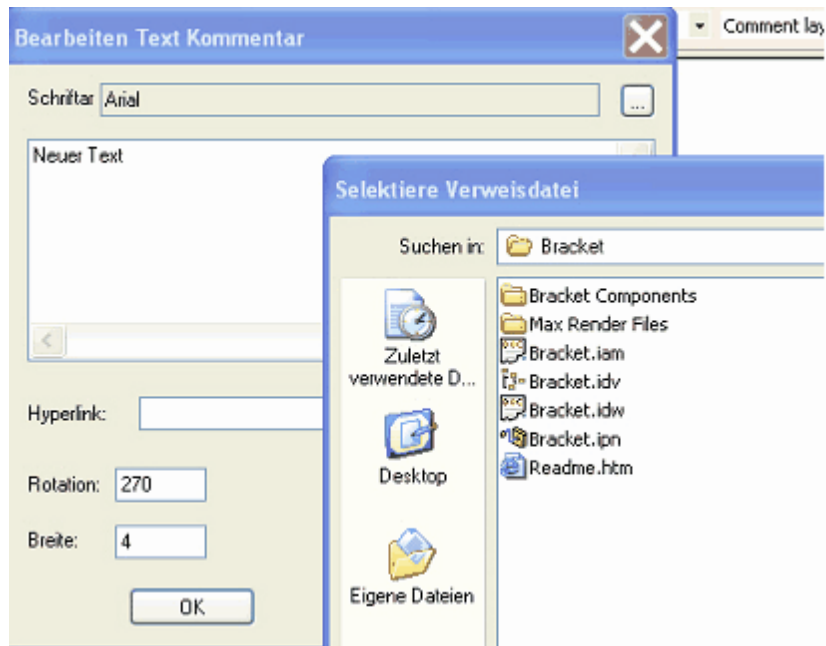 Bearbeiten Text Kommentar
Comment lay
Schriftar Arial
...
Neuer Text
Selektiere Verweisdatei
Suchen in: Bracket
Bracket Components
Max Render Files
Bracket.iam
Bracket.idv
Bracket.idw
Bracket.ipn
Readme.htm
Zuletzt
verwendete D...
Desktop
Eigene Dateien
Hyperlink:
Rotation: 270
Breite: 4
OK